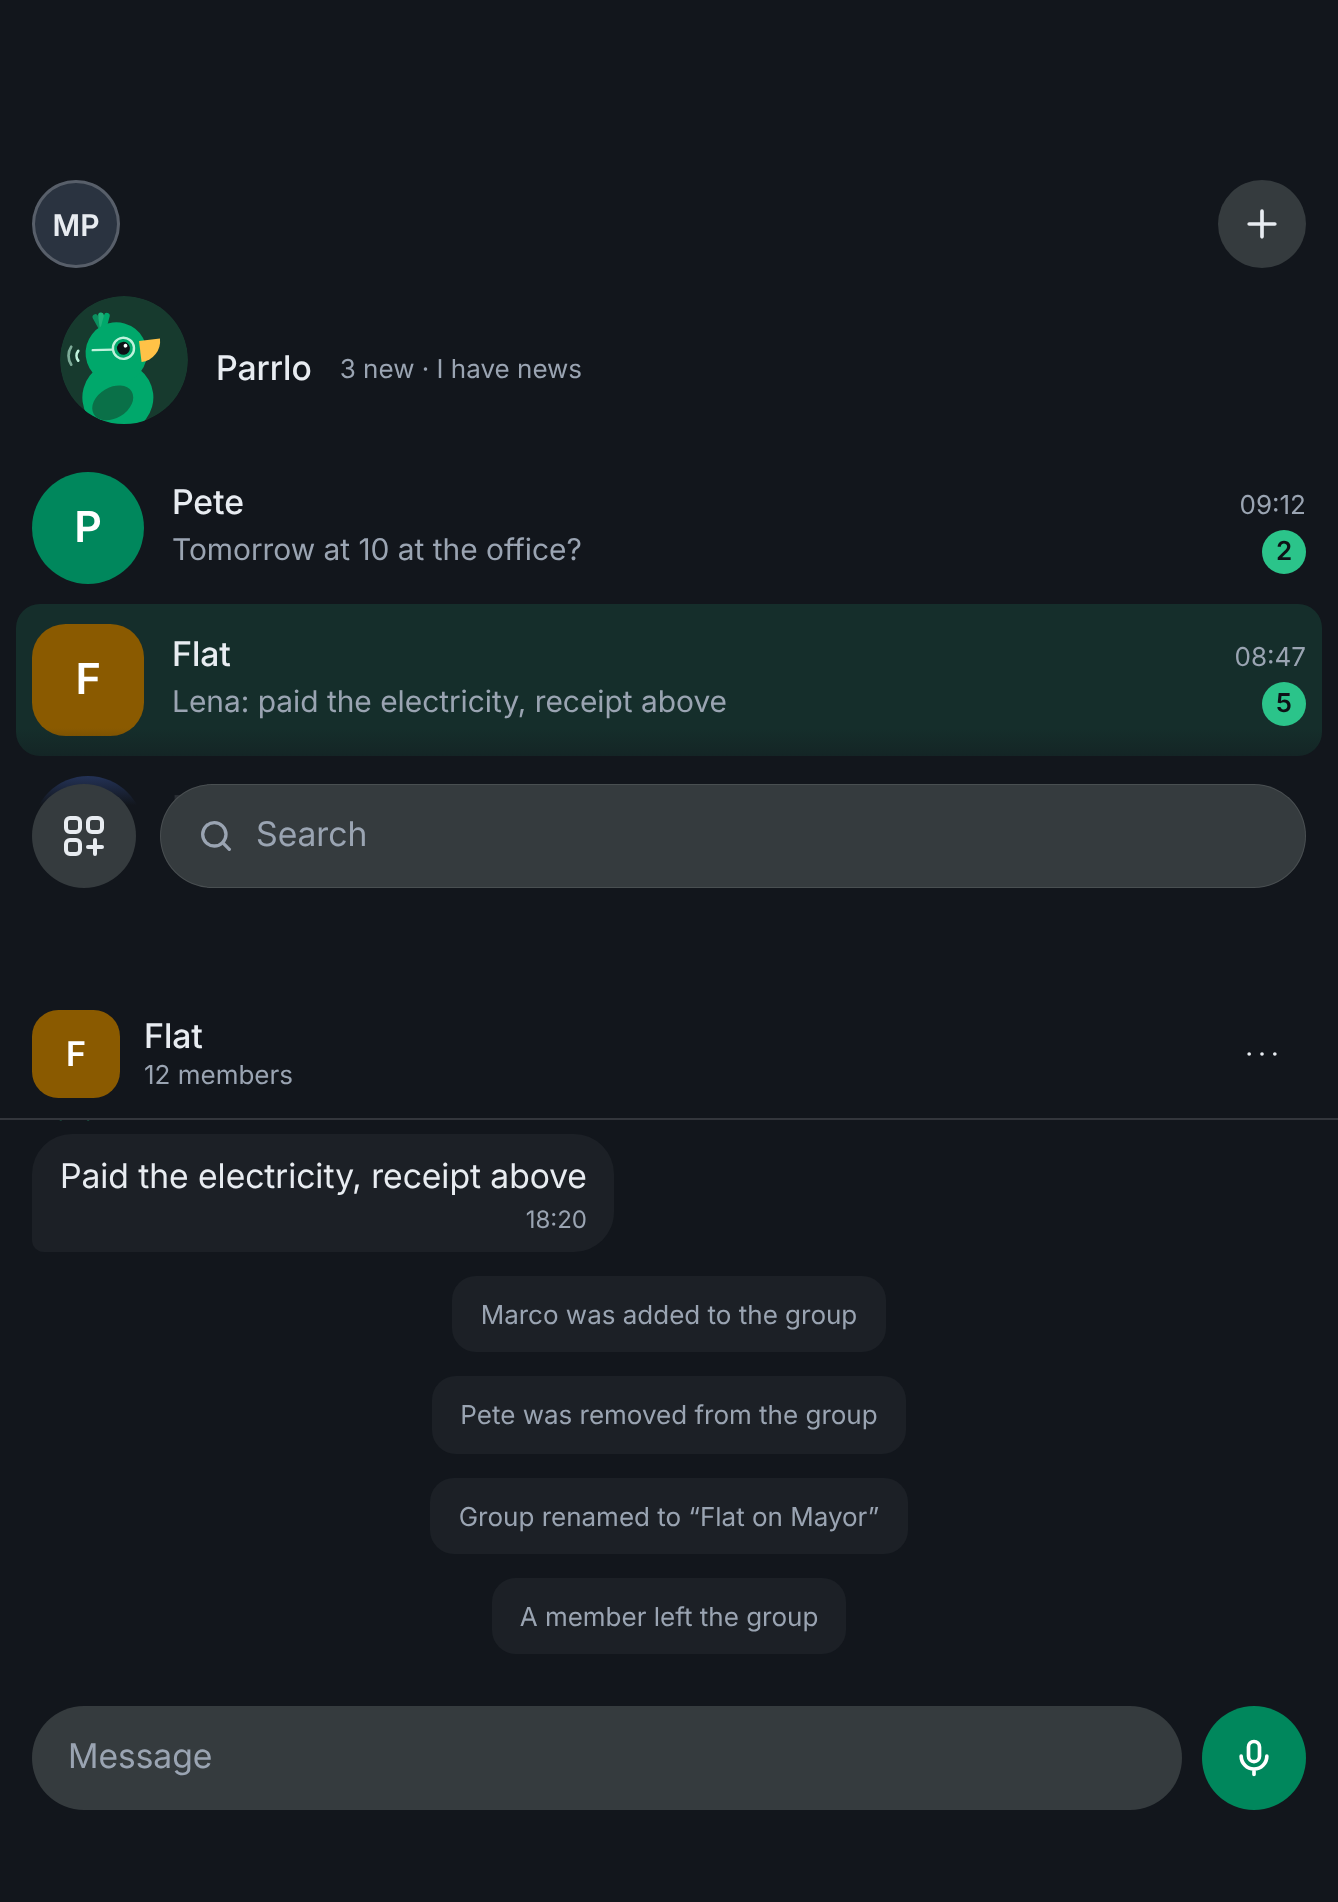 MP
Parrlo 3 new · I have news
P
Pete
09:12
Tomorrow at 10 at the office?
2
F
Flat
08:47
Lena: paid the electricity, receipt above
5
Search
F
Flat
12 members
Paid the electricity, receipt above
18:20
Marco was added to the group
Pete was removed from the group
Group renamed to “Flat on Mayor”
A member left the group
Message